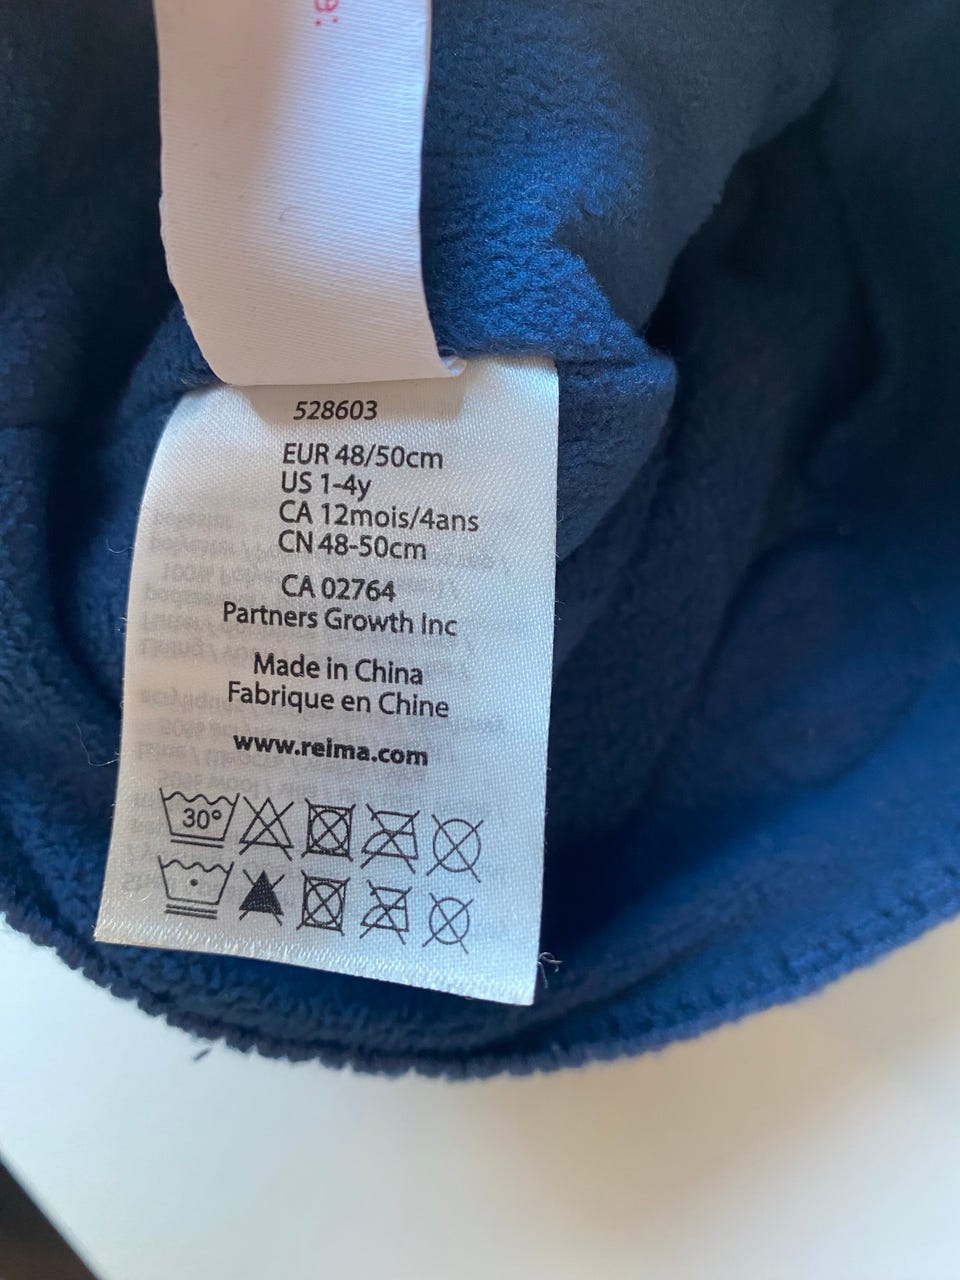 528603
EUR 48/50cm
US 1-4y
CA 12mois/4ans
CN 48-50cm
CA 02764
Partners Growth Inc
Made in China
Fabrique en Chine
www.reima.com
30°